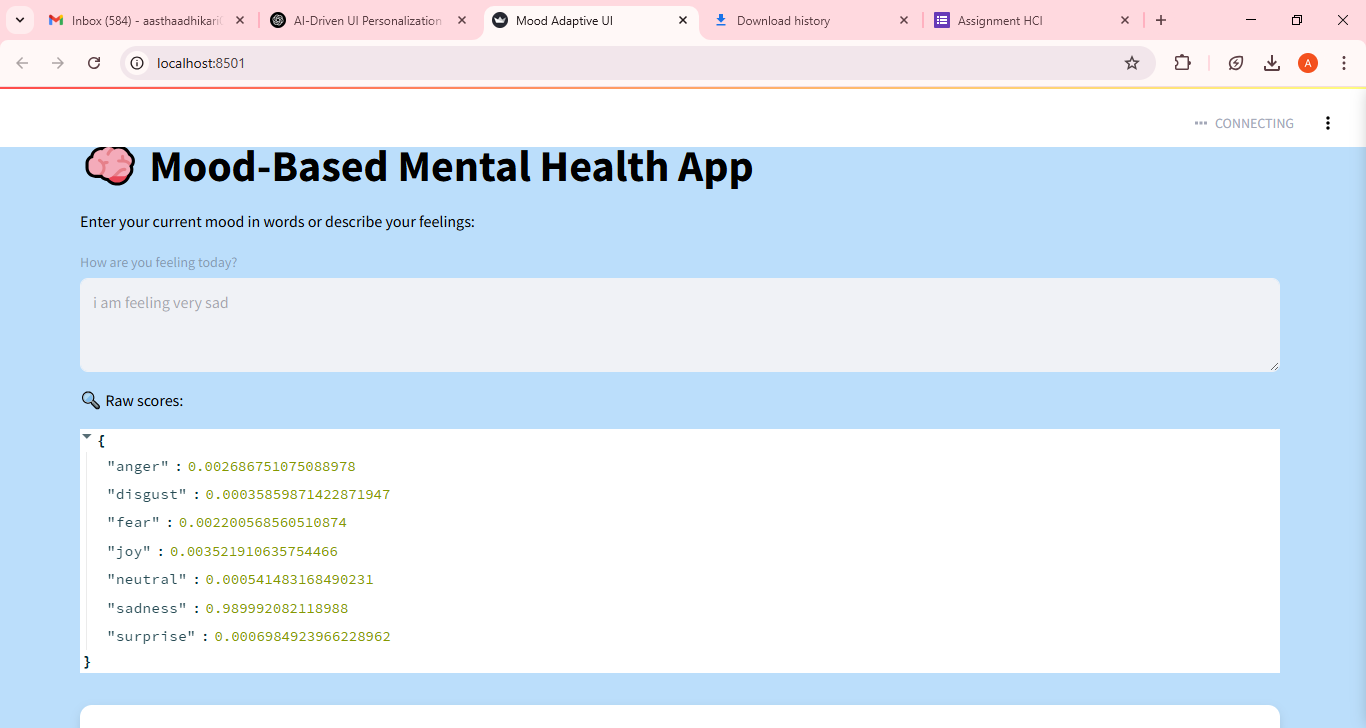 Inbox (584) - aasthaadhikari
AI-Driven UI Personalization
Mood Adaptive UI
Download history
Assignment HCI
localhost:8501
A
CONNECTING
Mood-Based Mental Health App
Enter your current mood in words or describe your feelings:
How are you feeling today?
i am feeling very sad
Raw scores:
{
"anger" : 0.002686751075088978
"disgust" : 0.00035859871422871947
"fear" : 0.002200568560510874
"joy" : 0.003521910635754466
"neutral" : 0.000541483168490231
"sadness" : 0.989992082118988
"surprise" : 0.0006984923966228962
}